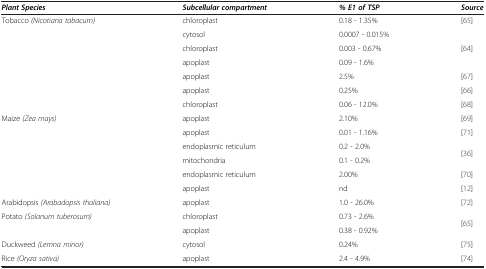 Plant Species Subcellular compartment % E1 of TSP Source
Tobacco (Nicotiana tabacum) chloroplast 0.18 - 1.35% [65]
cytosol 0.0007 - 0.015%
chloroplast 0.003 - 0.67% [64]
apoplast 0.09 - 1.6%
apoplast 2.5% [67]
apoplast 0.25% [66]
chloroplast 0.06 - 12.0% [68]
Maize (Zea mays) apoplast 2.10% [69]
apoplast 0.01 - 1.16% [71]
endoplasmic reticulum 0.2 - 2.0%
[36]
mitochondria 0.1 - 0.2%
endoplasmic reticulum 2.00% [70]
apoplast nd [12]
Arabidopsis (Arabadopsis thaliana) apoplast 1.0 - 26.0% [72]
Potato (Solanum tuberosum) chloroplast 0.73 - 2.6%
[65]
apoplast 0.38 - 0.92%
Duckweed (Lemna minor) cytosol 0.24% [75]
Rice (Oryza sativa) apoplast 2.4 - 4.9% [74]